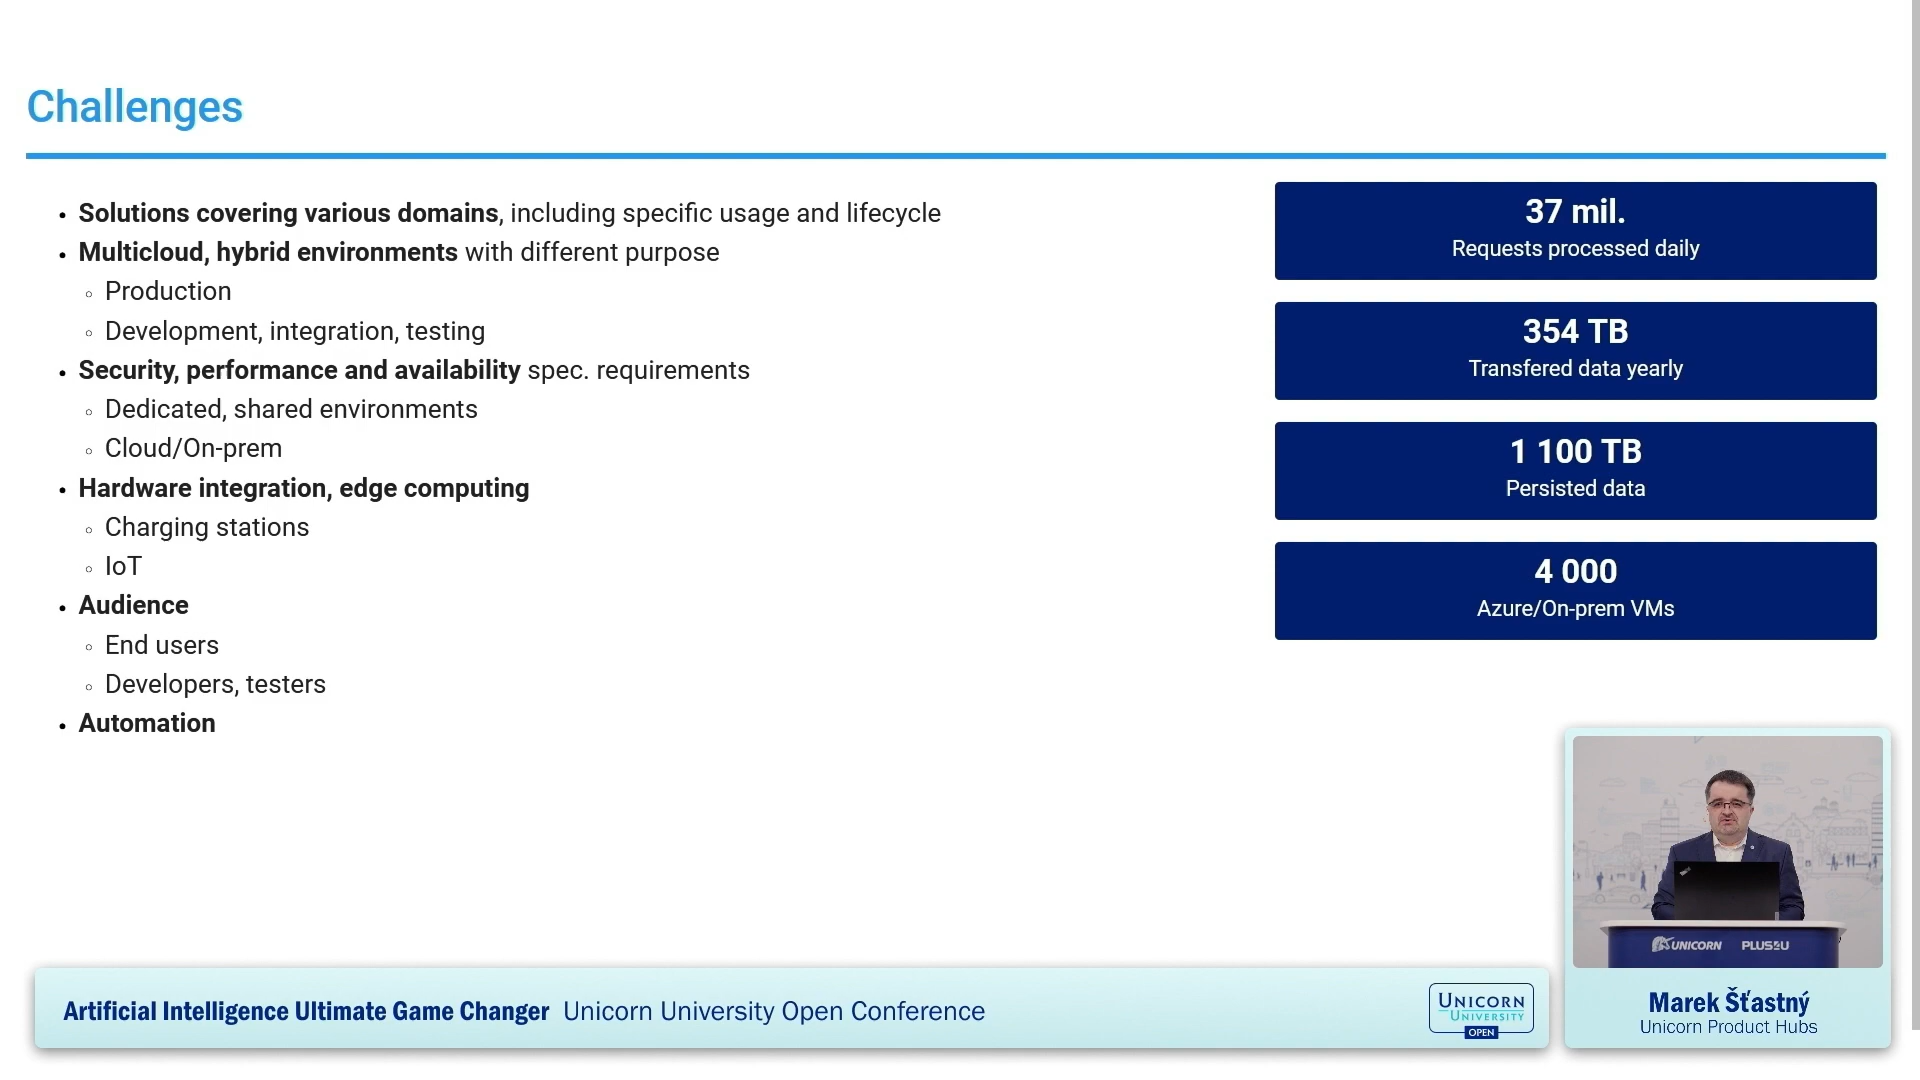 Challenges
Solutions covering various domains, including specific usage and lifecycle
Multicloud, hybrid environments with different purpose
Production
Development, integration, testing
Security, performance and availability spec. requirements
Dedicated, shared environments
Cloud/On-prem
Hardware integration, edge computing
Charging stations
IoT
Audience
End users
Developers, testers
Automation
37 mil.
Requests processed daily
354 TB
Transfered data yearly
1 100 TB
Persisted data
4 000
Azure/On-prem VMs
UNICORN PLUS4U
Artificial Intelligence Ultimate Game Changer Unicorn University Open Conference
UNICORN
UNIVERSITY
OPEN
Marek Šťastný
Unicorn Product Hubs